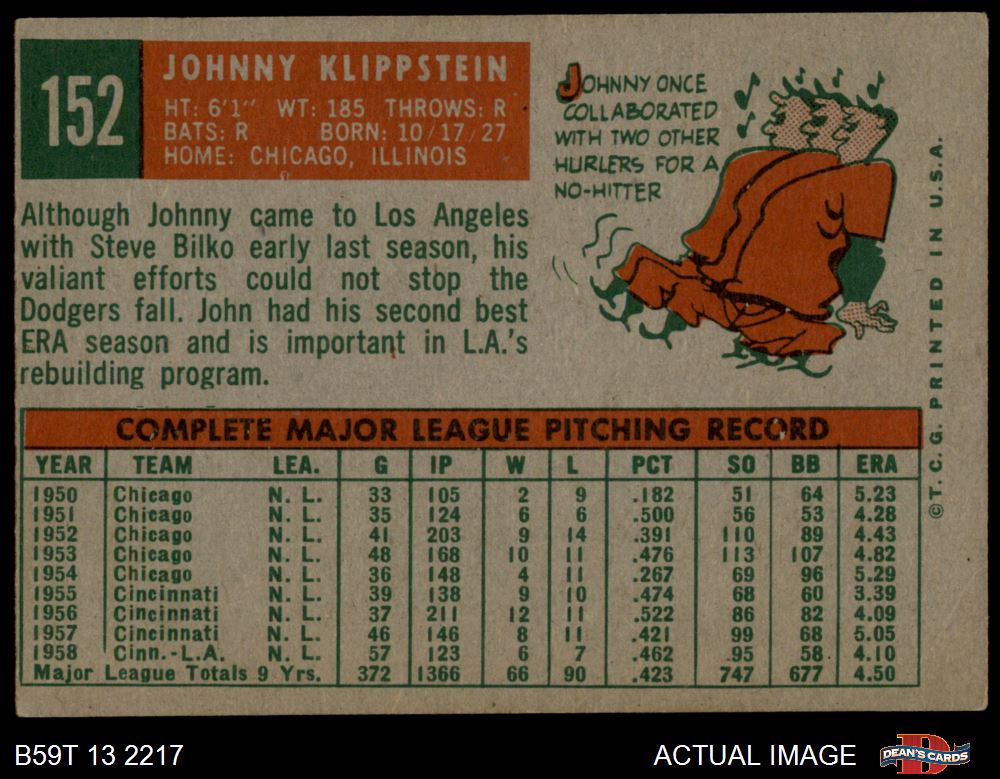 152
JOHNNY KLIPPSTEIN
HT: 6'1" WT: 185 THROWS: R
BATS: R BORN: 10/17/27
HOME: CHICAGO, ILLINOIS
JOHNNY ONCE
COLLABORATED
WITH TWO OTHER
HURLERS FOR A
NO-HITTER
Although Johnny came to Los Angeles
with Steve Bilko early last season, his
valiant efforts could not stop the
Dodgers fall. John had his second best
ERA season and is important in L.A.'s
rebuilding program.
COMPLETE MAJOR LEAGUE PITCHING RECORD
YEAR TEAM LEA. G IP W L PCT SO BB ERA
1950 Chicago N. L. 33 105 2 9 .182 51 64 5.23
1951 Chicago N. L. 35 124 6 6 .500 56 53 4.28
1952 Chicago N. L. 41 203 9 14 .391 110 89 4.43
1953 Chicago N. L. 48 168 10 11 .476 113 107 4.82
1954 Chicago N. L. 36 148 4 11 .267 69 96 5.29
1955 Cincinnati N. L. 39 138 9 10 .474 68 60 3.39
1956 Cincinnati N. L. 37 211 12 11 .522 86 82 4.09
1957 Cincinnati N. L. 46 146 8 11 .421 99 68 5.05
1958 Cinn.-L.A. N. L. 57 123 6 7 .462 95 58 4.10
Major League Totals 9 Yrs. 372 1366 66 90 .423 747 677 4.50
©T. C. G. PRINTED IN U.S.A.
B59T 13 2217
ACTUAL IMAGE
D
DEAN'S CARDS